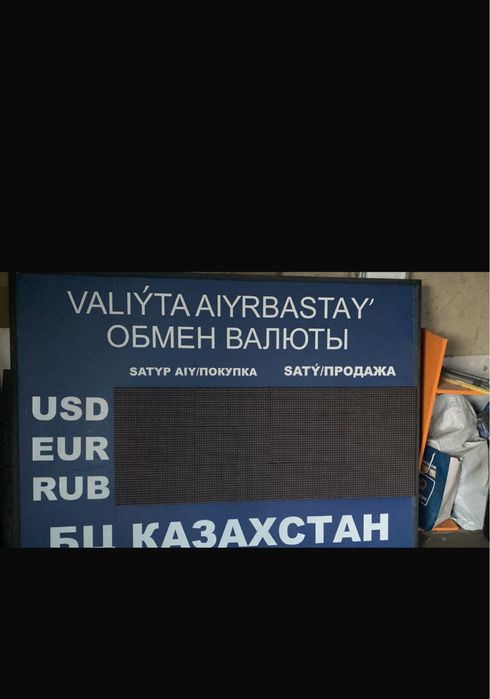 VALIÝTA AIYRBASTAY'
ОБМЕН ВАЛЮТЫ
SATYP AIY/ПОКУПКА SATÝ/ПРОДАЖА
USD
EUR
RUB
БЦ КАЗАХСТАН